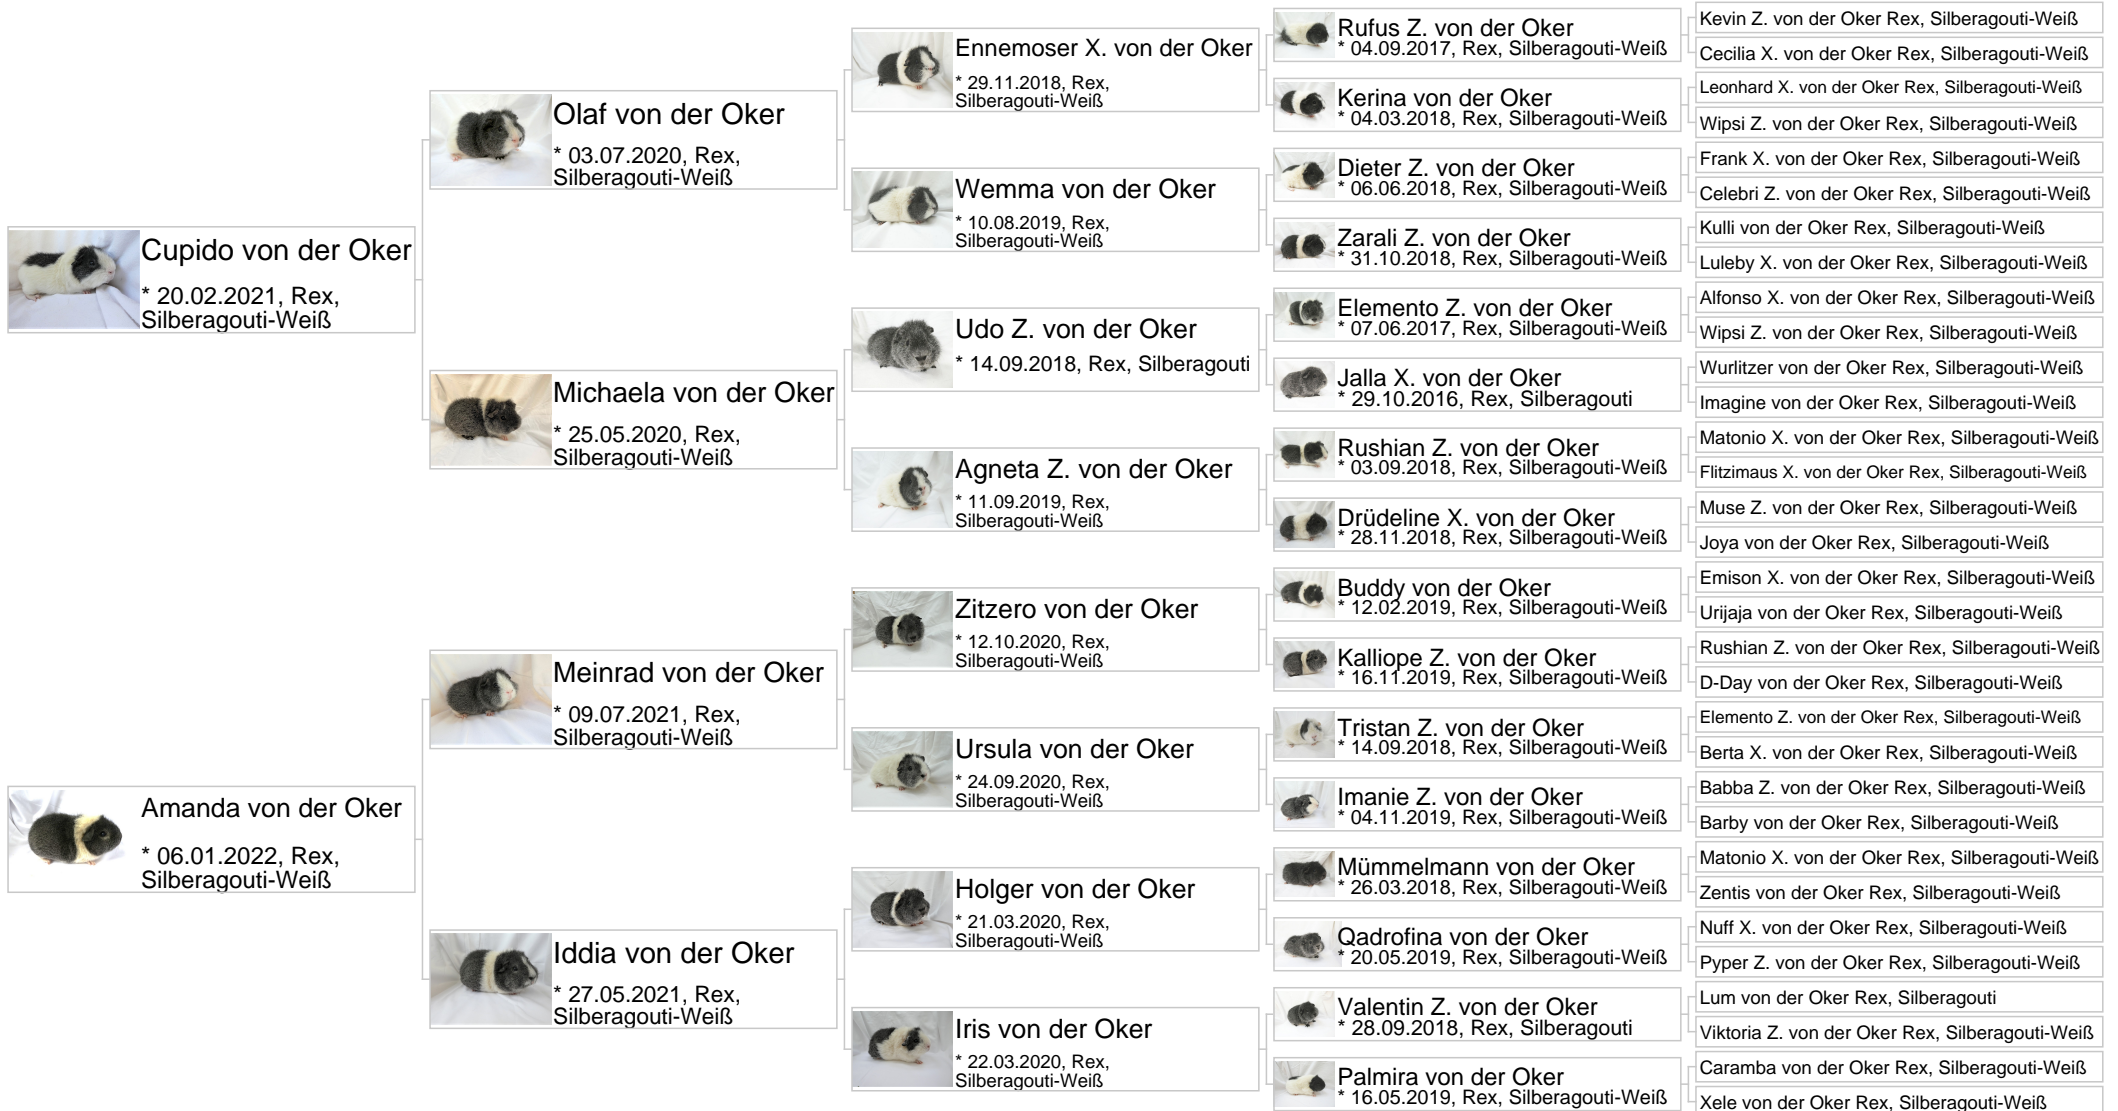 Cupido von der Oker
* 20.02.2021, Rex,
Silberagouti-Weiß
Amanda von der Oker
* 06.01.2022, Rex,
Silberagouti-Weiß
Olaf von der Oker
* 03.07.2020, Rex,
Silberagouti-Weiß
Michaela von der Oker
* 25.05.2020, Rex,
Silberagouti-Weiß
Meinrad von der Oker
* 09.07.2021, Rex,
Silberagouti-Weiß
Iddia von der Oker
* 27.05.2021, Rex,
Silberagouti-Weiß
Ennemoser X. von der Oker
* 29.11.2018, Rex,
Silberagouti-Weiß
Wemma von der Oker
* 10.08.2019, Rex,
Silberagouti-Weiß
Udo Z. von der Oker
* 14.09.2018, Rex, Silberagouti
Agneta Z. von der Oker
* 11.09.2019, Rex,
Silberagouti-Weiß
Zitzero von der Oker
* 12.10.2020, Rex,
Silberagouti-Weiß
Ursula von der Oker
* 24.09.2020, Rex,
Silberagouti-Weiß
Holger von der Oker
* 21.03.2020, Rex,
Silberagouti-Weiß
Iris von der Oker
* 22.03.2020, Rex,
Silberagouti-Weiß
Rufus Z. von der Oker
* 04.09.2017, Rex, Silberagouti-Weiß
Kerina von der Oker
* 04.03.2018, Rex, Silberagouti-Weiß
Dieter Z. von der Oker
* 06.06.2018, Rex, Silberagouti-Weiß
Zarali Z. von der Oker
* 31.10.2018, Rex, Silberagouti-Weiß
Elemento Z. von der Oker
* 07.06.2017, Rex, Silberagouti-Weiß
Jalla X. von der Oker
* 29.10.2016, Rex, Silberagouti
Rushian Z. von der Oker
* 03.09.2018, Rex, Silberagouti-Weiß
Drüdeline X. von der Oker
* 28.11.2018, Rex, Silberagouti-Weiß
Buddy von der Oker
* 12.02.2019, Rex, Silberagouti-Weiß
Kalliope Z. von der Oker
* 16.11.2019, Rex, Silberagouti-Weiß
Tristan Z. von der Oker
* 14.09.2018, Rex, Silberagouti-Weiß
Imanie Z. von der Oker
* 04.11.2019, Rex, Silberagouti-Weiß
Mümmelmann von der Oker
* 26.03.2018, Rex, Silberagouti-Weiß
Qadrofina von der Oker
* 20.05.2019, Rex, Silberagouti-Weiß
Valentin Z. von der Oker
* 28.09.2018, Rex, Silberagouti
Palmira von der Oker
* 16.05.2019, Rex, Silberagouti-Weiß
Kevin Z. von der Oker Rex, Silberagouti-Weiß
Cecilia X. von der Oker Rex, Silberagouti-Weiß
Leonhard X. von der Oker Rex, Silberagouti-Weiß
Wipsi Z. von der Oker Rex, Silberagouti-Weiß
Frank X. von der Oker Rex, Silberagouti-Weiß
Celebri Z. von der Oker Rex, Silberagouti-Weiß
Kulli von der Oker Rex, Silberagouti-Weiß
Luleby X. von der Oker Rex, Silberagouti-Weiß
Alfonso X. von der Oker Rex, Silberagouti-Weiß
Wipsi Z. von der Oker Rex, Silberagouti-Weiß
Wurlitzer von der Oker Rex, Silberagouti-Weiß
Imagine von der Oker Rex, Silberagouti-Weiß
Matonio X. von der Oker Rex, Silberagouti-Weiß
Flitzimaus X. von der Oker Rex, Silberagouti-Weiß
Muse Z. von der Oker Rex, Silberagouti-Weiß
Joya von der Oker Rex, Silberagouti-Weiß
Emison X. von der Oker Rex, Silberagouti-Weiß
Urijaja von der Oker Rex, Silberagouti-Weiß
Rushian Z. von der Oker Rex, Silberagouti-Weiß
D-Day von der Oker Rex, Silberagouti-Weiß
Elemento Z. von der Oker Rex, Silberagouti-Weiß
Berta X. von der Oker Rex, Silberagouti-Weiß
Babba Z. von der Oker Rex, Silberagouti-Weiß
Barby von der Oker Rex, Silberagouti-Weiß
Matonio X. von der Oker Rex, Silberagouti-Weiß
Zentis von der Oker Rex, Silberagouti-Weiß
Nuff X. von der Oker Rex, Silberagouti-Weiß
Pyper Z. von der Oker Rex, Silberagouti-Weiß
Lum von der Oker Rex, Silberagouti
Viktoria Z. von der Oker Rex, Silberagouti-Weiß
Caramba von der Oker Rex, Silberagouti-Weiß
Xele von der Oker Rex, Silberagouti-Weiß